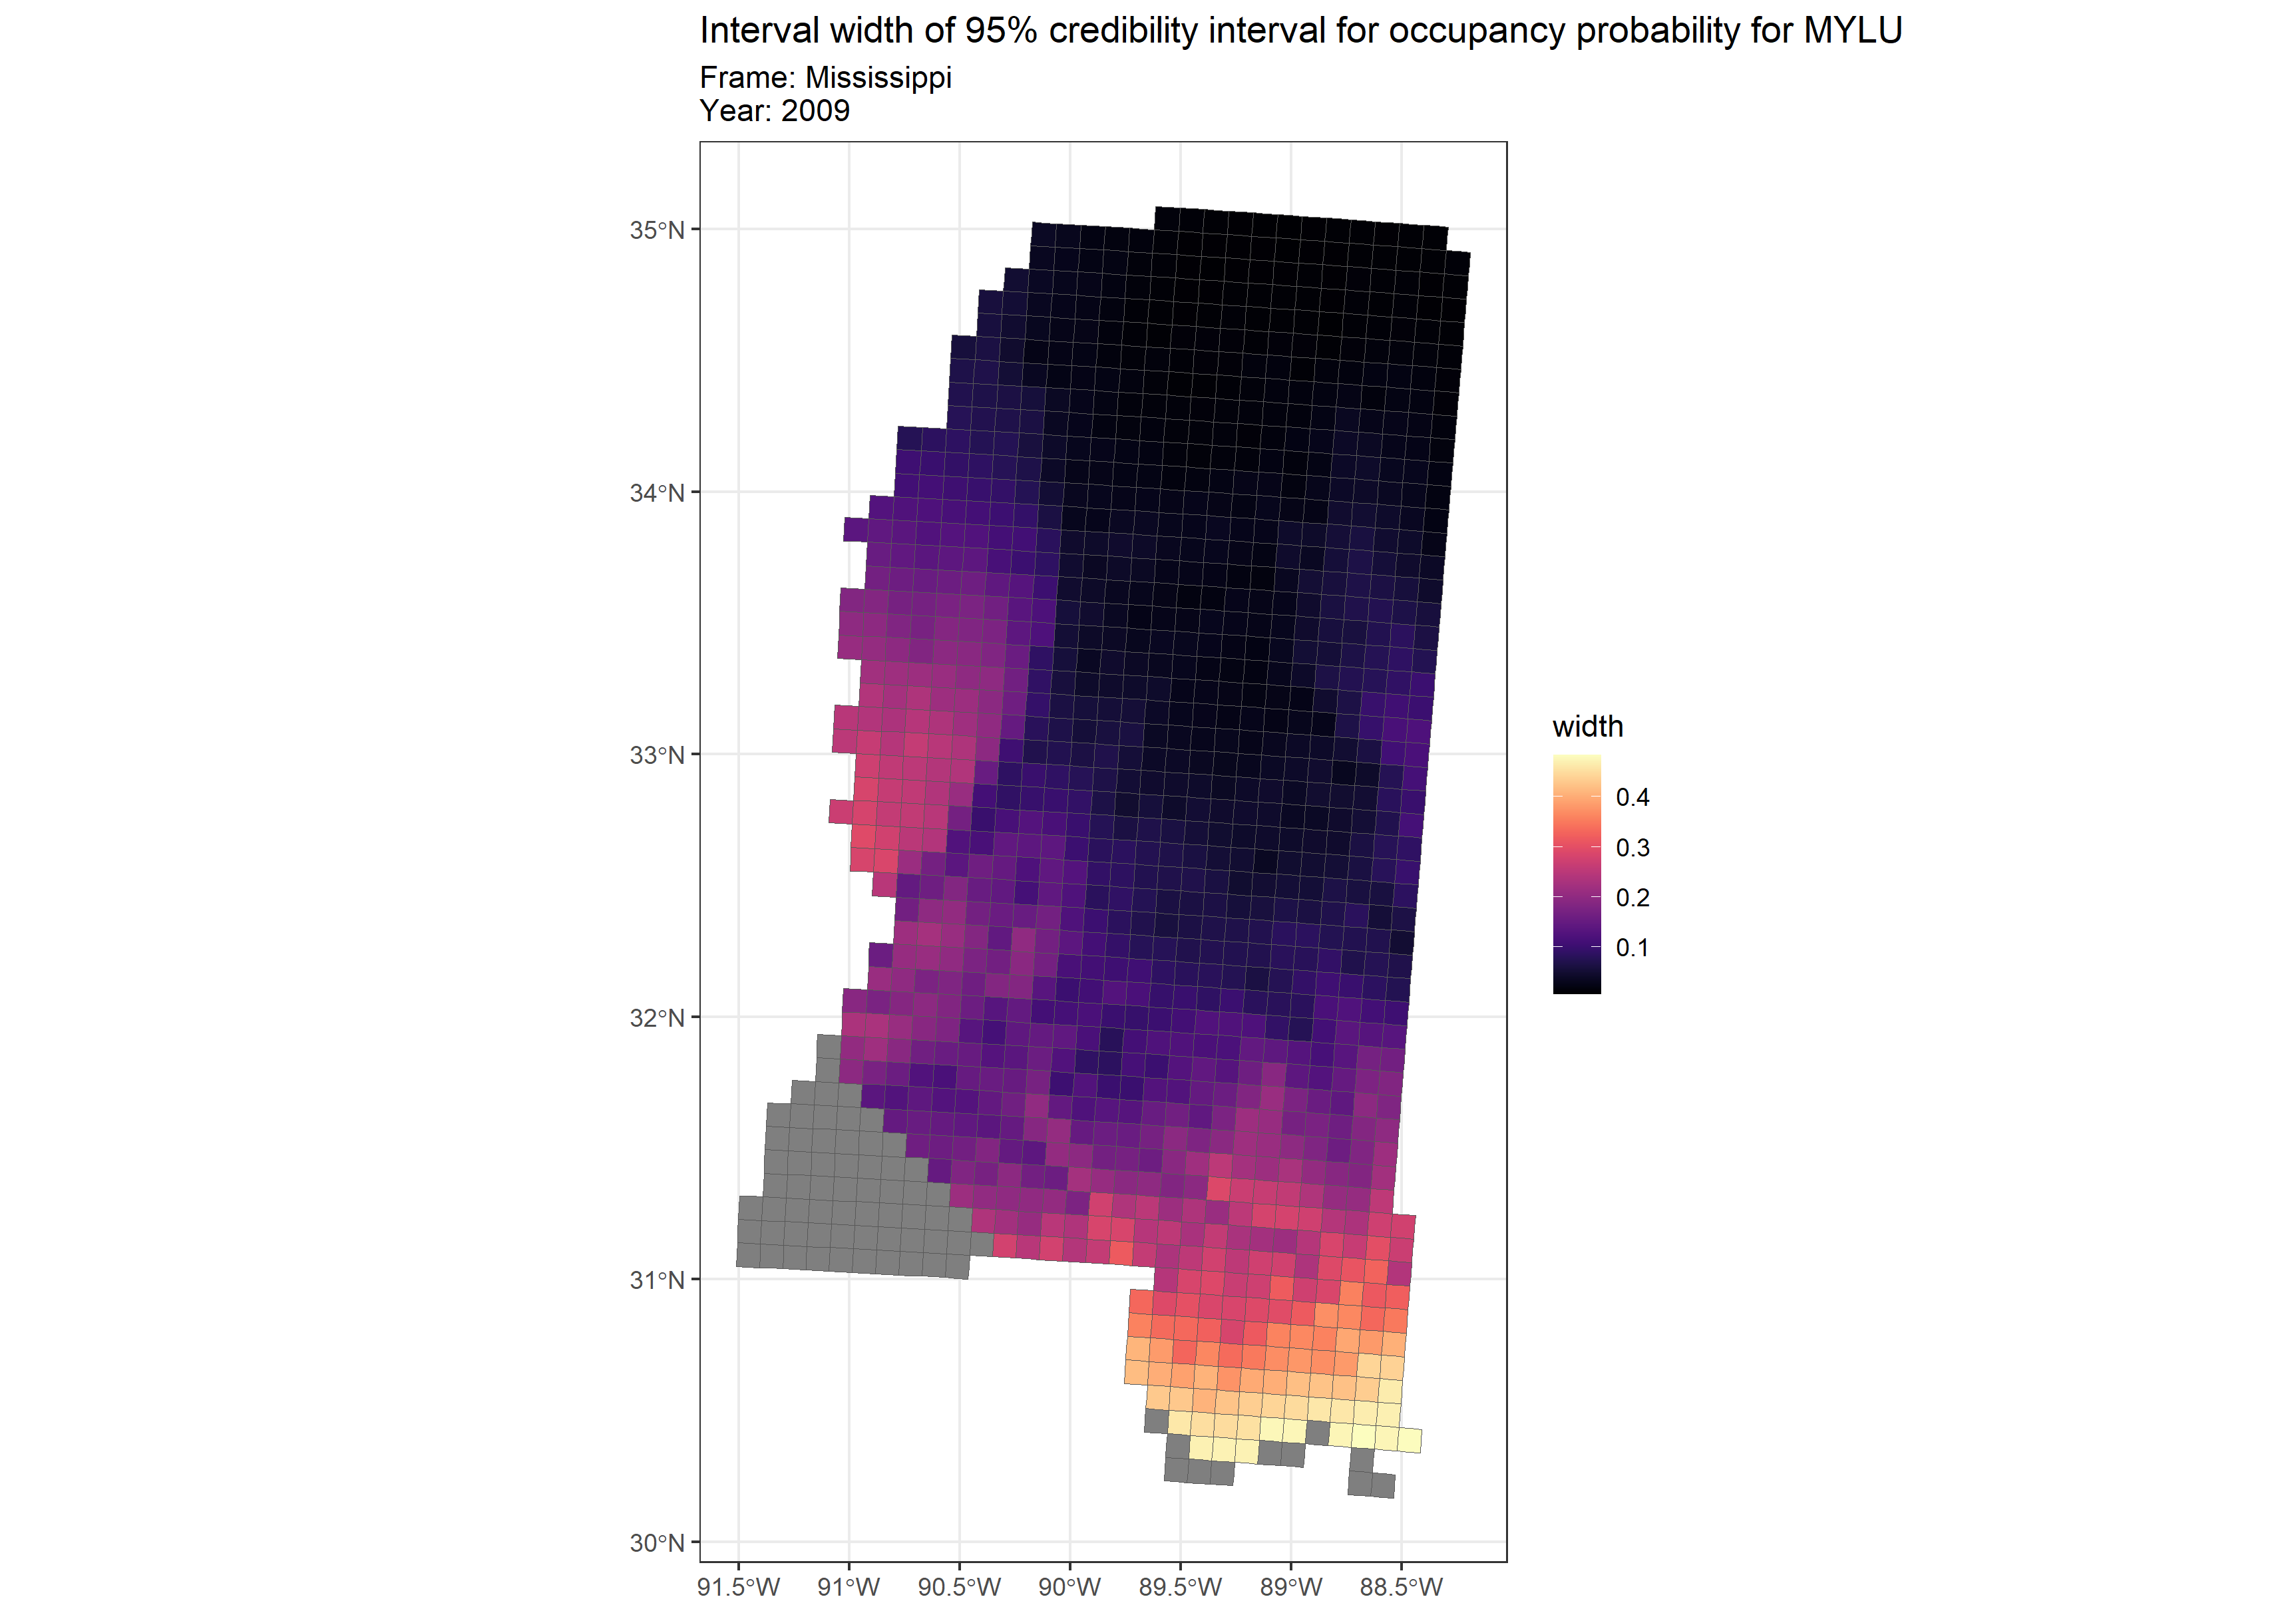 Interval width of 95% credibility interval for occupancy probability for MYLU
Frame: Mississippi
Year: 2009
35°N
34°N
33°N
32°N
31°N
30°N
91.5°W
91°W
90.5°W
90°W
89.5°W
89°W
88.5°W
width
0.4
0.3
0.2
0.1